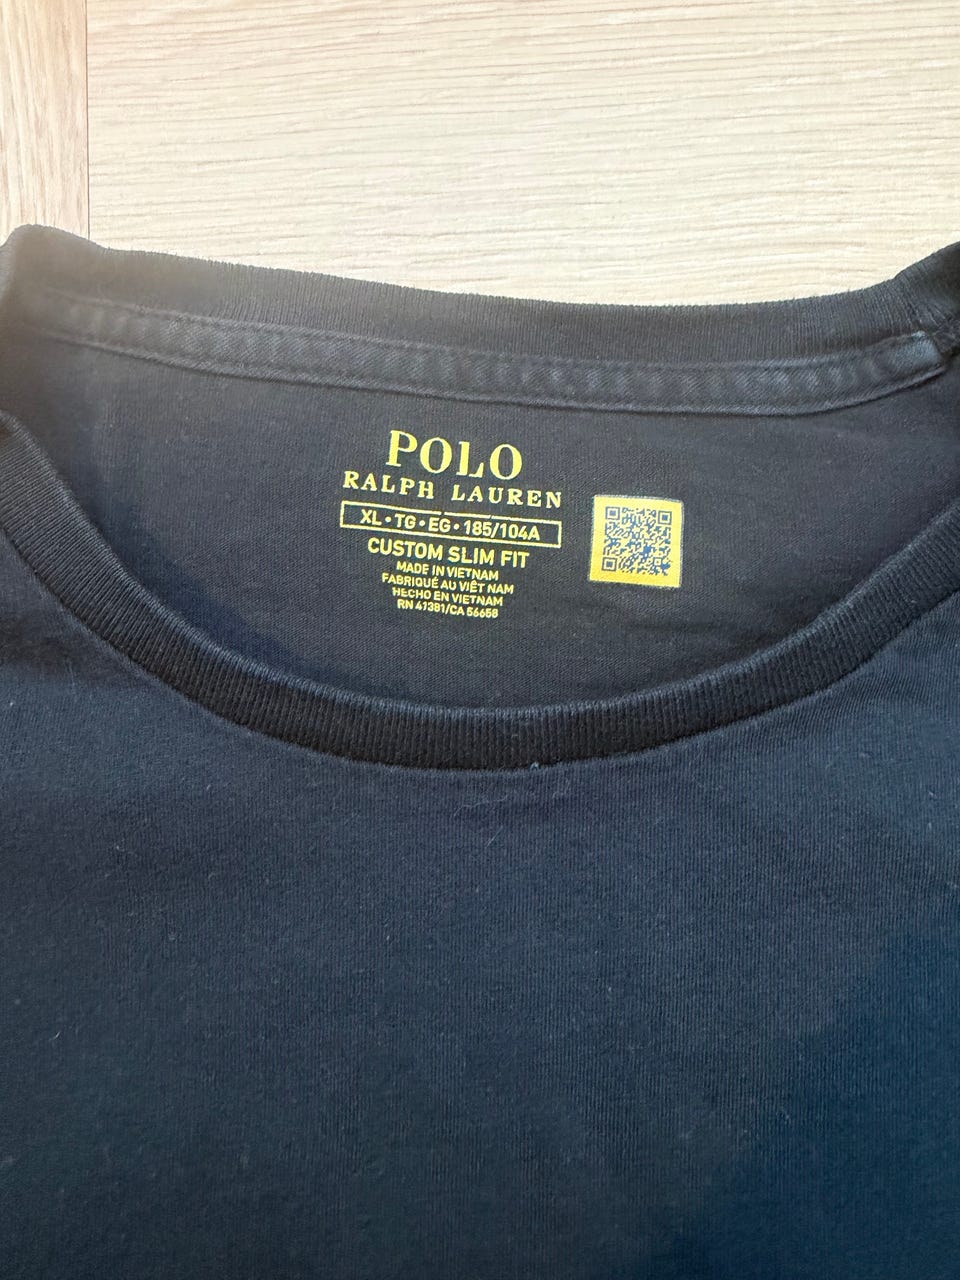 POLO
RALPH LAUREN
XL • TG • EG • 185/104A
CUSTOM SLIM FIT
MADE IN VIETNAM
FABRIQUÉ AU VIÊT NAM
HECHO EN VIETNAM
RN 41381/CA 56658